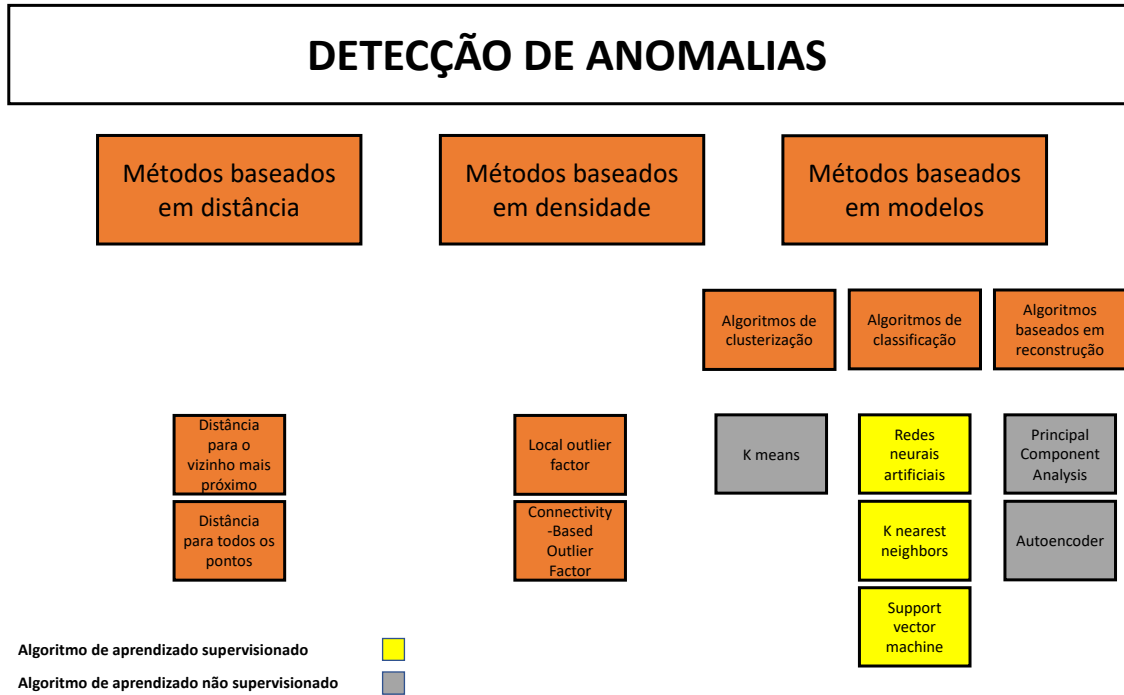 DETECÇÃO DE ANOMALIAS
Métodos baseados
em distância
Métodos baseados
em densidade
Métodos baseados
em modelos
Algoritmos de
clusterização
Algoritmos de
classificação
Algoritmos
baseados em
reconstrução
Distância
para o
vizinho mais
próximo
Local outlier
factor
K means
Redes
neurais
artificiais
Principal
Component
Analysis
Distância
para todos os
pontos
Connectivity
-Based
Outlier
Factor
K nearest
neighbors
Autoencoder
Support
vector
machine
Algoritmo de aprendizado supervisionado
Algoritmo de aprendizado não supervisionado